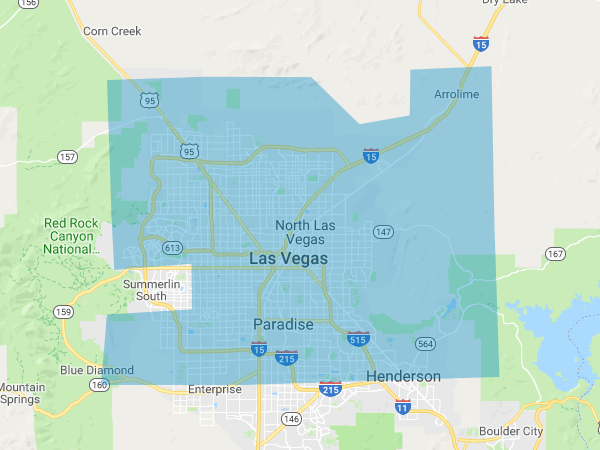 156
Dry Lake
Corn Creek
15
95
Arrolime
95
157
15
Red Rock
Canyon
National...
North Las
Vegas
147
613
167
Las Vegas
Summerlin,
South
159
Paradise
515
564
15
215
Blue Diamond
160
Henderson
Mountain
Springs
Enterprise
215
11
146
Boulder City